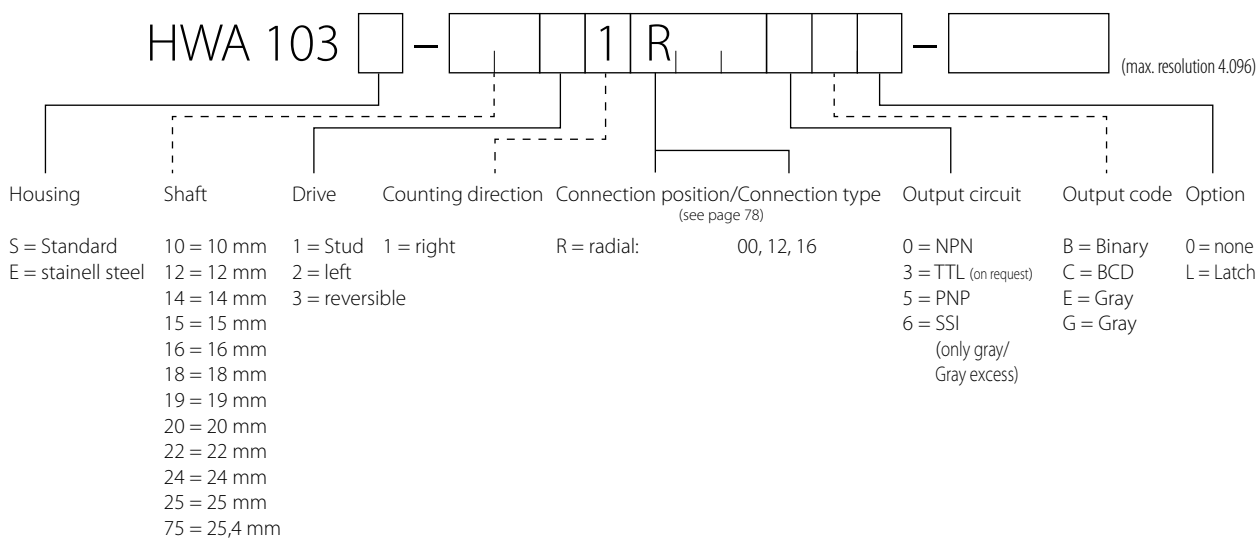 HWA 103 – 1 R –
(max. resolution 4.096)
Housing Shaft Drive Counting direction Connection position/Connection type Output circuit Output code Option
(see page 78)
S = Standard 10 = 10 mm 1 = Stud 1 = right R = radial: 00, 12, 16 0 = NPN B = Binary 0 = none
E = stainell steel 12 = 12 mm 2 = left 3 = TTL (on request) C = BCD L = Latch
14 = 14 mm 3 = reversible 5 = PNP E = Gray
15 = 15 mm 6 = SSI G = Gray
16 = 16 mm (only gray/
18 = 18 mm Gray excess)
19 = 19 mm
20 = 20 mm
22 = 22 mm
24 = 24 mm
25 = 25 mm
75 = 25,4 mm